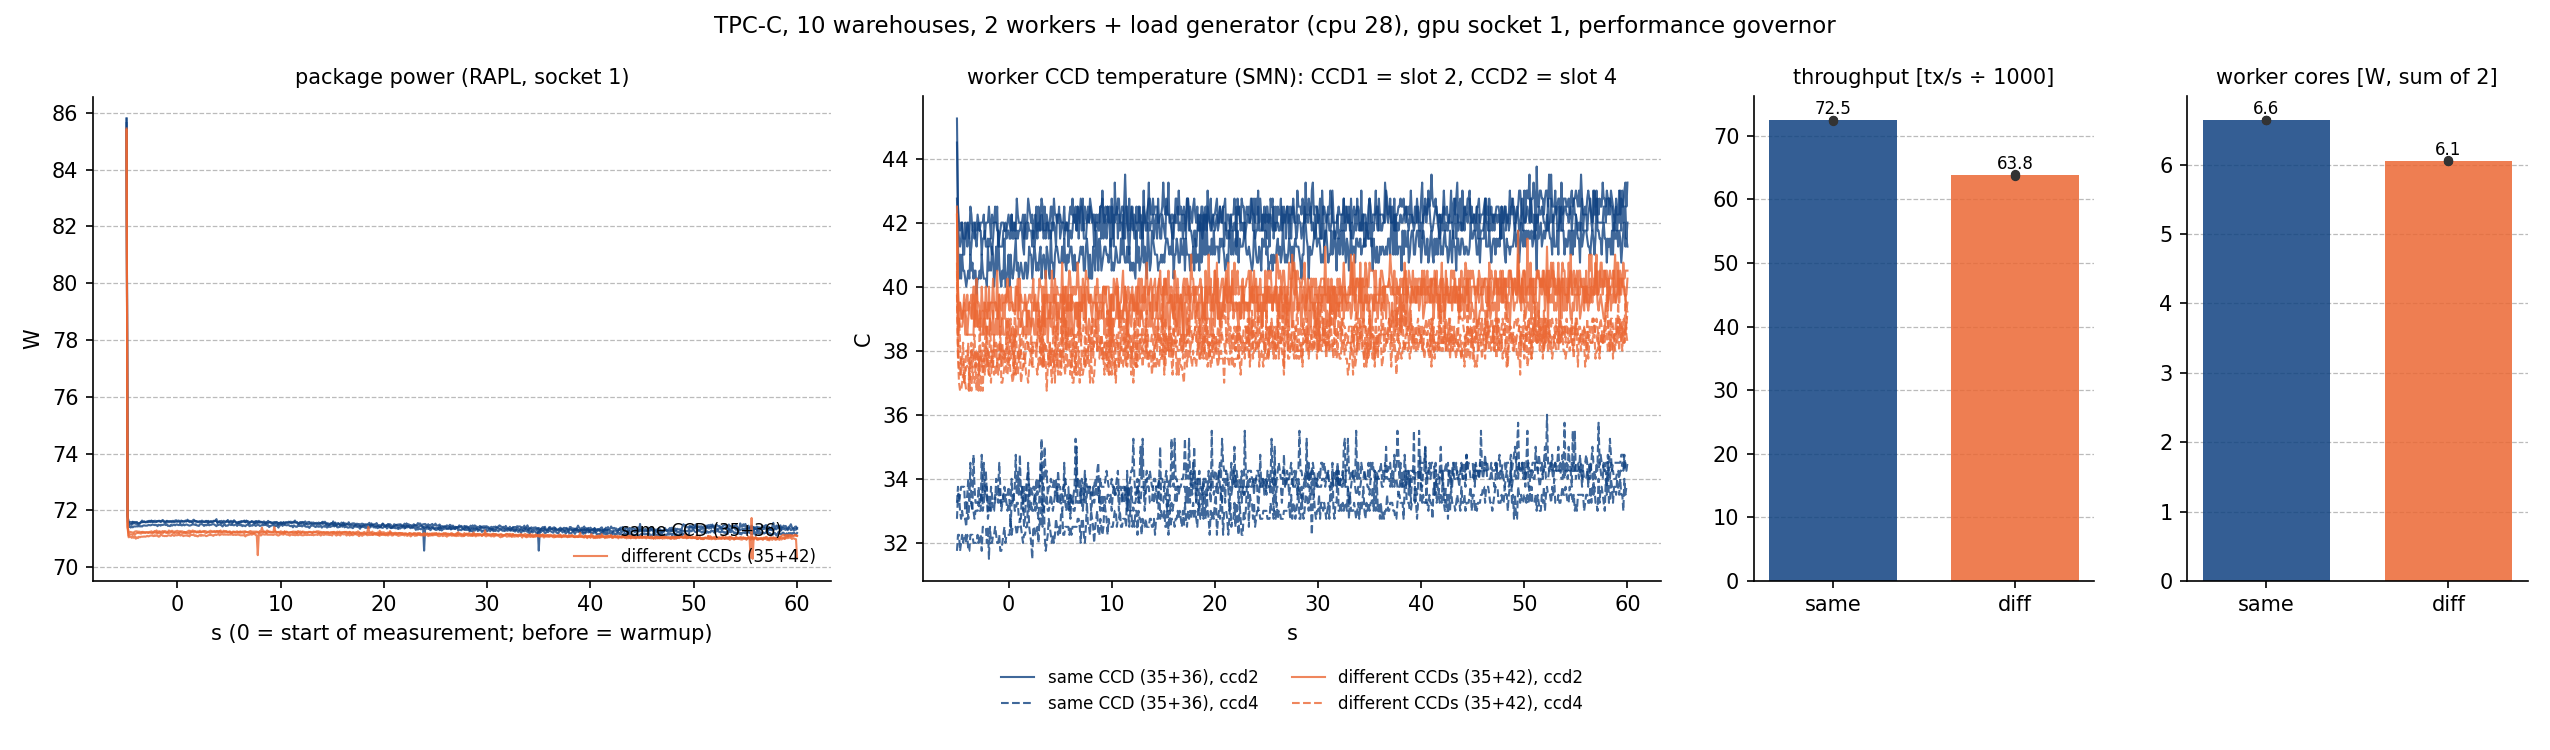 TPC-C, 10 warehouses, 2 workers + load generator (cpu 28), gpu socket 1, performance governor
package power (RAPL, socket 1)
W
86
84
82
80
78
76
74
72
70
0 10 20 30 40 50 60
s (0 = start of measurement; before = warmup)
same CCD (35+36)
different CCDs (35+42)
worker CCD temperature (SMN): CCD1 = slot 2, CCD2 = slot 4
C
44
42
40
38
36
34
32
0 10 20 30 40 50 60
s
same CCD (35+36), ccd2
same CCD (35+36), ccd4
different CCDs (35+42), ccd2
different CCDs (35+42), ccd4
throughput [tx/s ÷ 1000]
72.5
63.8
70
60
50
40
30
20
10
0
same diff
worker cores [W, sum of 2]
6.6
6.1
6
5
4
3
2
1
0
same diff